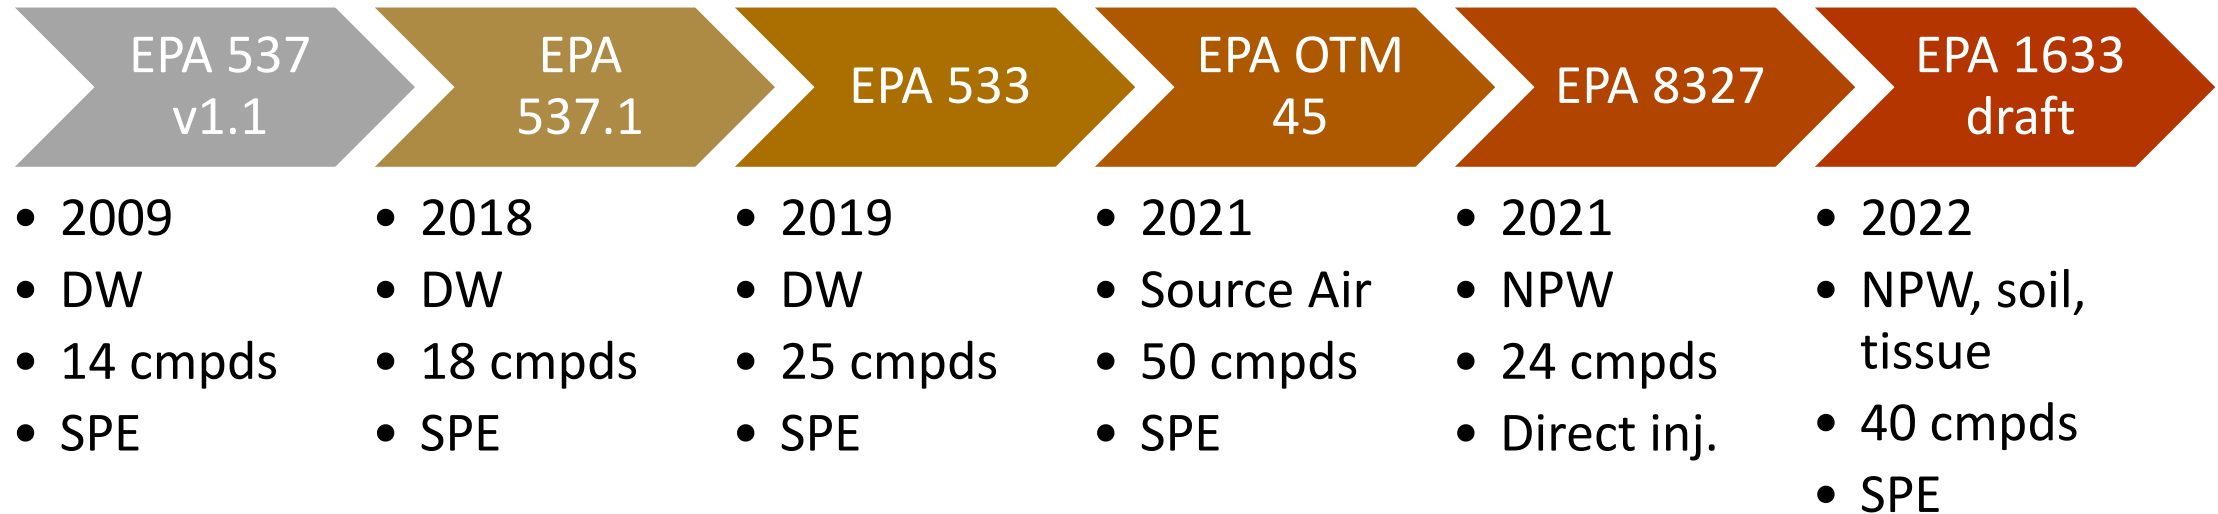 EPA 537
v1.1
• 2009
• DW
• 14 cmpds
• SPE
EPA
537.1
• 2018
• DW
• 18 cmpds
• SPE
EPA 533
• 2019
• DW
• 25 cmpds
• SPE
EPA OTM
45
• 2021
• Source Air
• 50 cmpds
• SPE
EPA 8327
• 2021
• NPW
• 24 cmpds
• Direct inj.
EPA 1633
draft
• 2022
• NPW, soil,
tissue
• 40 cmpds
• SPE